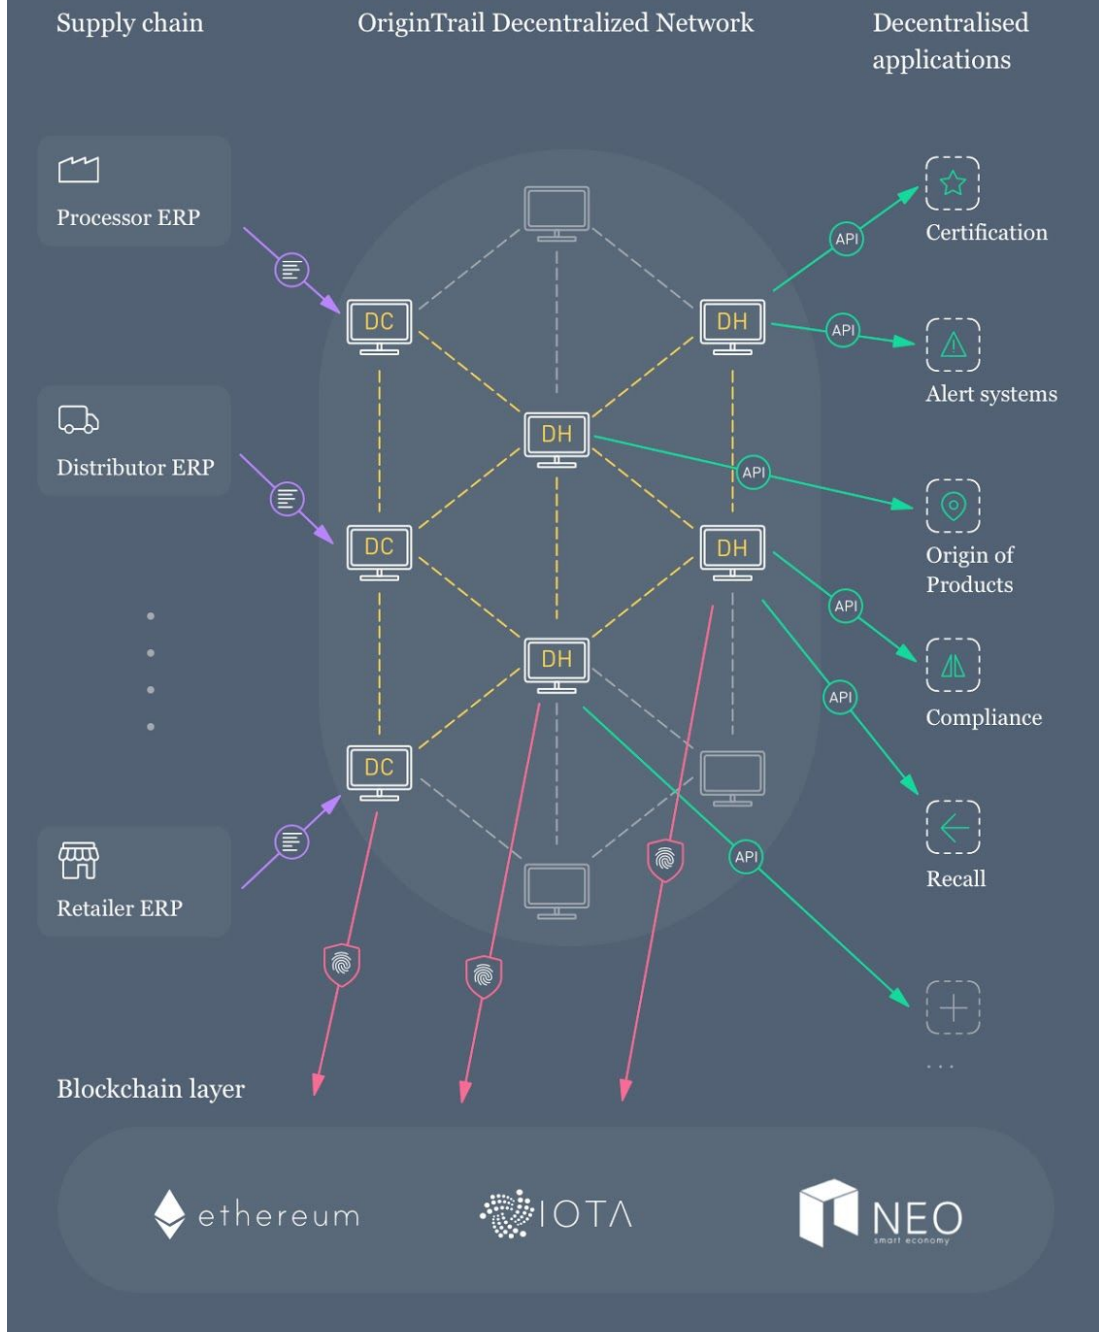 Supply chain
OriginTrail Decentralized Network
Decentralised
applications
Processor ERP
Distributor ERP
Retailer ERP
DC
DH
DH
DC
DH
DH
DC
API
API
API
API
API
API
Certification
Alert systems
Origin of
Products
Compliance
Recall
...
Blockchain layer
ethereum
IOTA
NEO
smart economy